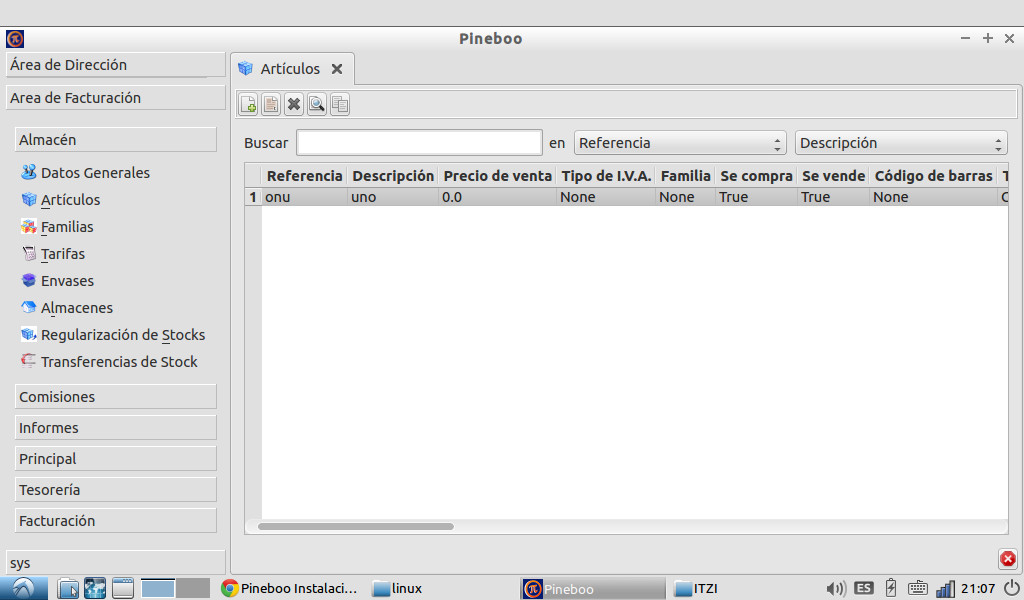 Pineboo
Área de Dirección
Area de Facturación
Almacén
Datos Generales
Artículos
Familias
Tarifas
Envases
Almacenes
Regularización de Stocks
Transferencias de Stock
Comisiones
Informes
Principal
Tesorería
Facturación
sys
Artículos
Buscar en Referencia Descripción
Referencia Descripción Precio de venta Tipo de I.V.A. Familia Se compra Se vende Código de barras
1 onu uno 0.0 None None True True None
Pineboo Instalaci... linux Pineboo ITZI ES 21:07